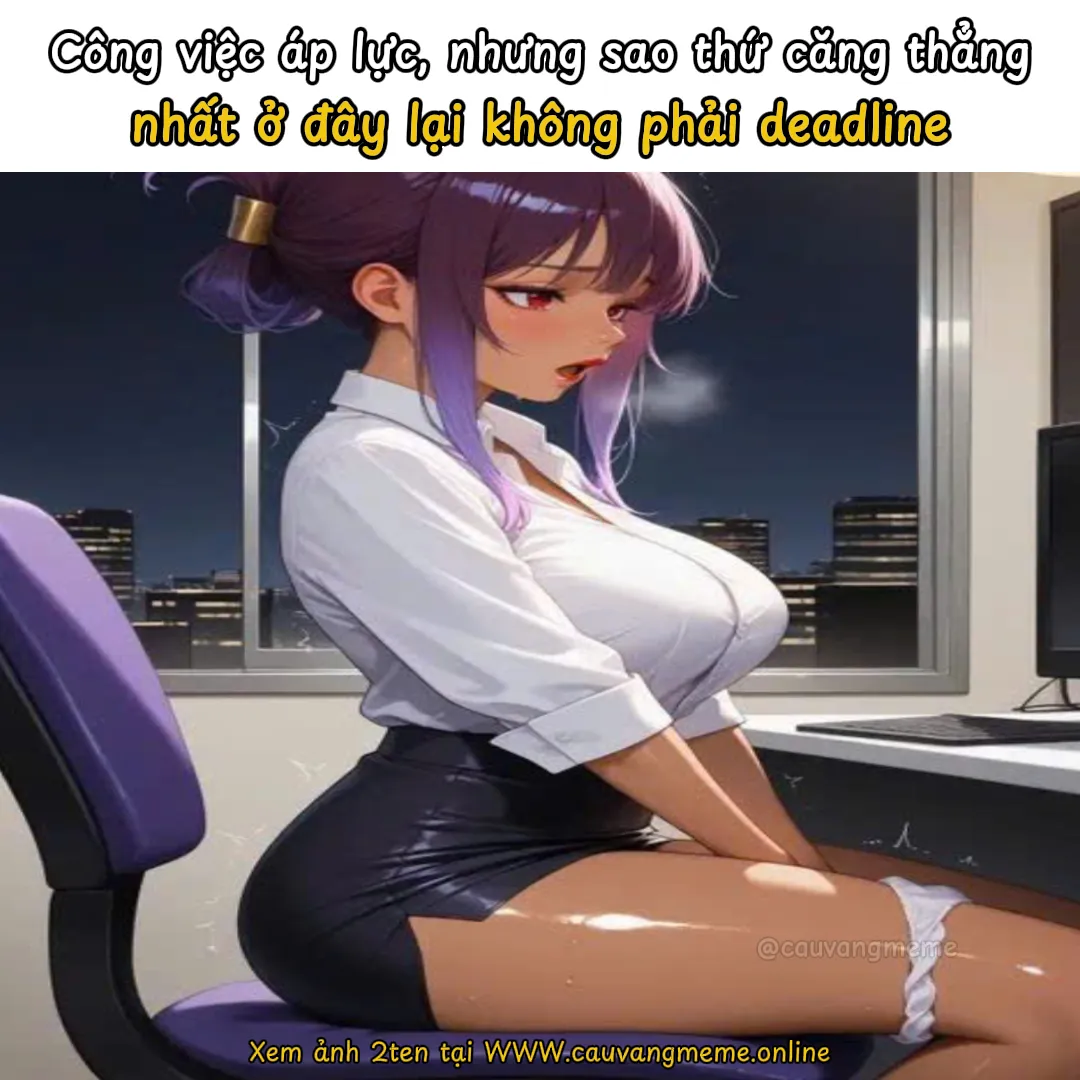 Công việc áp lực, nhưng sao thứ căng thẳng
nhất ở đây lại không phải deadline
@cauvangmeme
Xem ảnh 2ten tại WWW.cauvangmeme.online